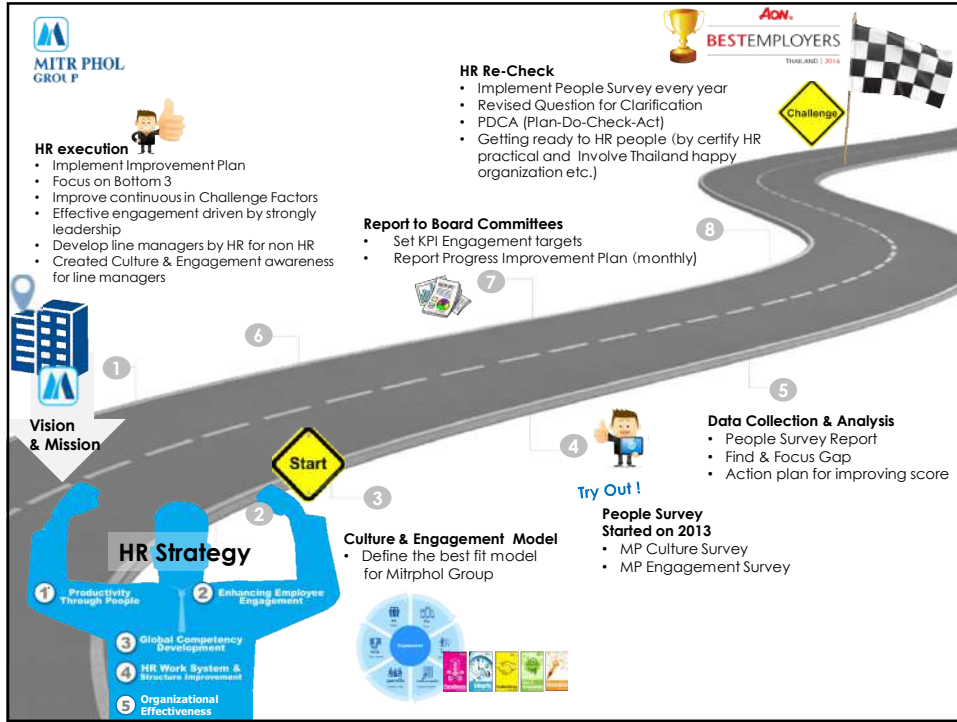 MITR PHOL
GROUP
AON
BESTEMPLOYERS
THAILAND | 2016
HR Re-Check
• Implement People Survey every year
• Revised Question for Clarification
• PDCA (Plan-Do-Check-Act)
• Getting ready to HR people (by certify HR
practical and Involve Thailand happy
organization etc.)
Challenge
HR execution
• Implement Improvement Plan
• Focus on Bottom 3
• Improve continuous in Challenge Factors
• Effective engagement driven by strongly
leadership
• Develop line managers by HR for non HR
• Created Culture & Engagement awareness
for line managers
Report to Board Committees
• Set KPI Engagement targets
• Report Progress Improvement Plan (monthly)
8
7
6
1
5
Vision
& Mission
Data Collection & Analysis
• People Survey Report
• Find & Focus Gap
• Action plan for improving score
4
Start
3
Try Out !
2
People Survey
Started on 2013
• MP Culture Survey
• MP Engagement Survey
Culture & Engagement Model
• Define the best fit model
for Mitrphol Group
HR Strategy
1 Productivity
Through People
2 Enhancing Employee
Engagement
3 Global Competency
Development
4 HR Work System &
Structure Improvement
5 Organizational
Effectiveness